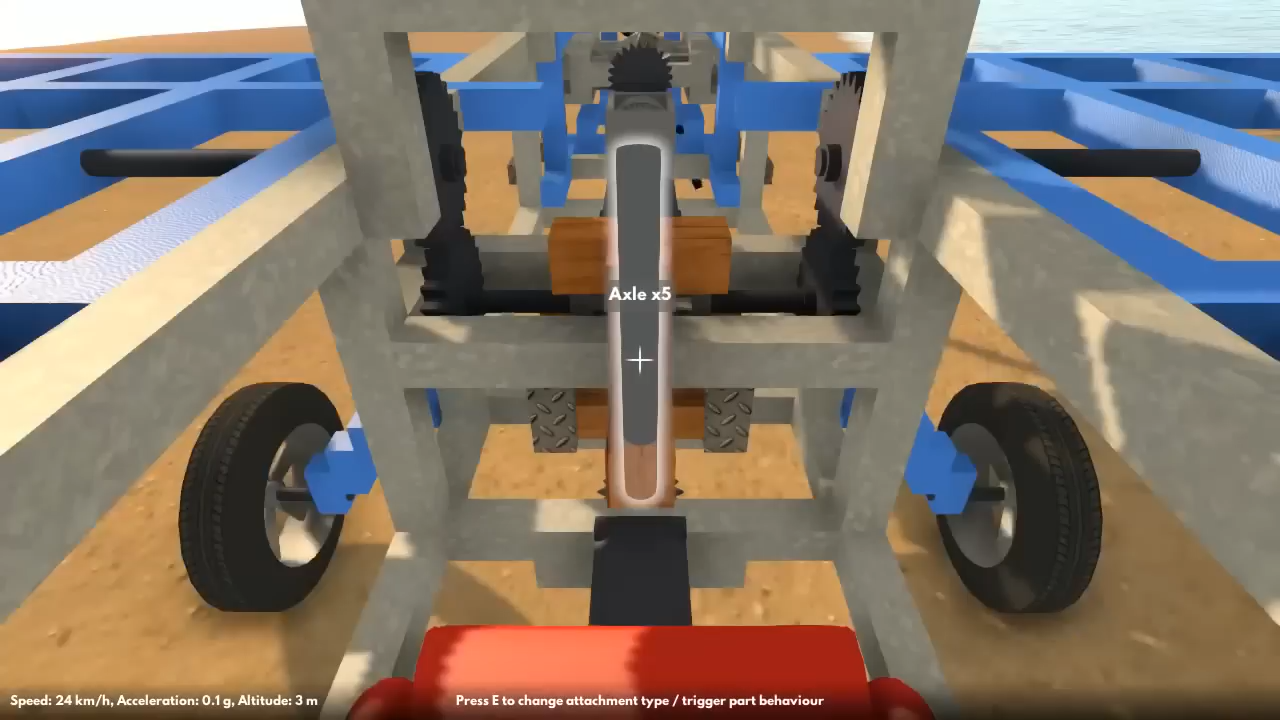 Axle x5
Speed: 24 km/h, Acceleration: 0.1 g, Altitude: 3 m
Press E to change attachment type / trigger part behaviour